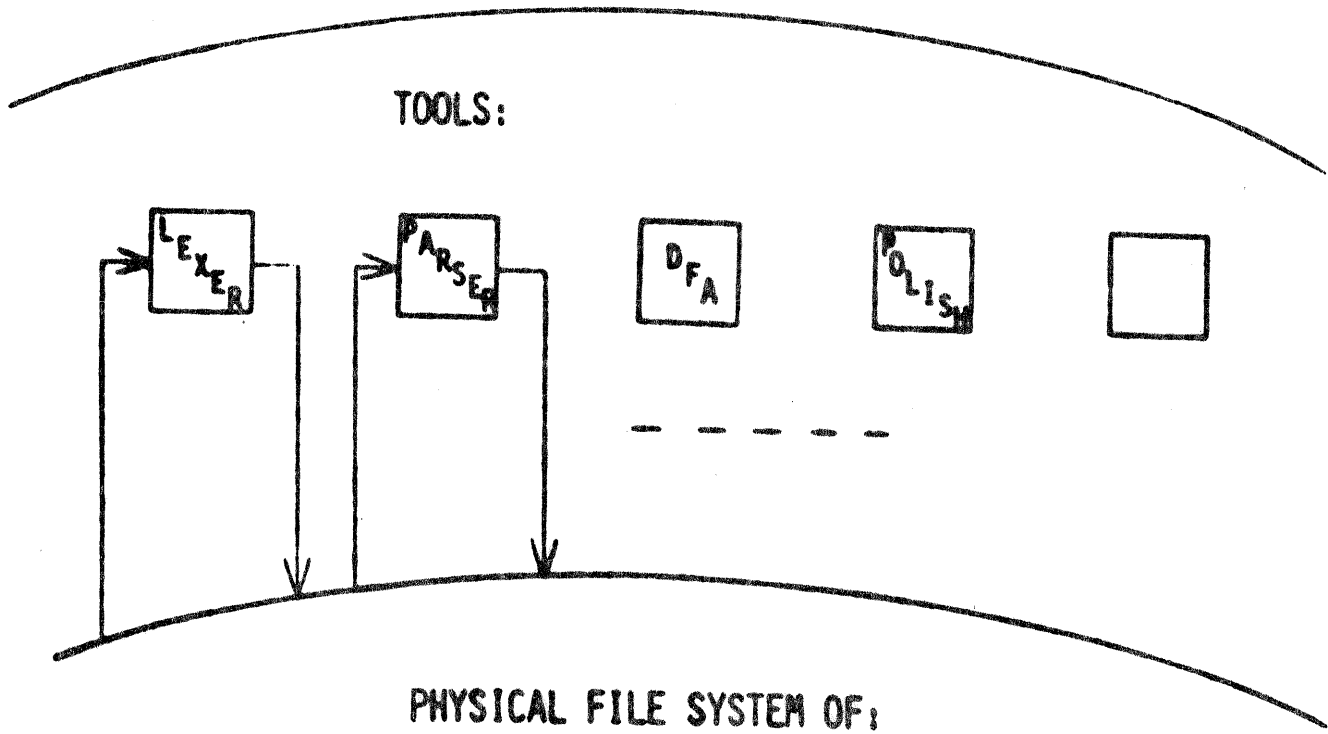 TOOLS:
LEXER
PARSER
DFA
POLISH
PHYSICAL FILE SYSTEM OF: